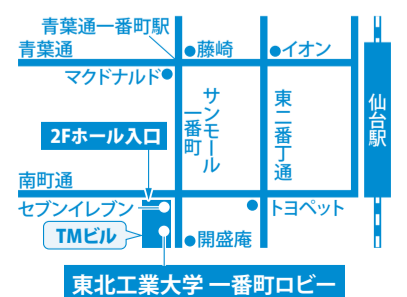 青葉通一番町駅
青葉通
●藤崎
●イオン
マクドナルド●
サンモール一番町
東二番丁通
仙台駅
2Fホール入口
南町通
セブンイレブン
●トヨペット
TMビル
●開盛庵
東北工業大学 一番町ロビー